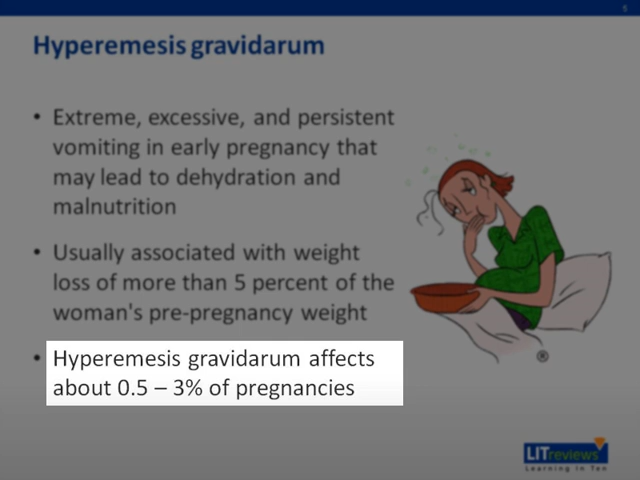 5
Hyperemesis gravidarum
• Extreme, excessive, and persistent
vomiting in early pregnancy that
may lead to dehydration and
malnutrition
• Usually associated with weight
loss of more than 5 percent of the
woman's pre-pregnancy weight
• Hyperemesis gravidarum affects
about 0.5 – 3% of pregnancies
®
LITreviews
Learning In Ten